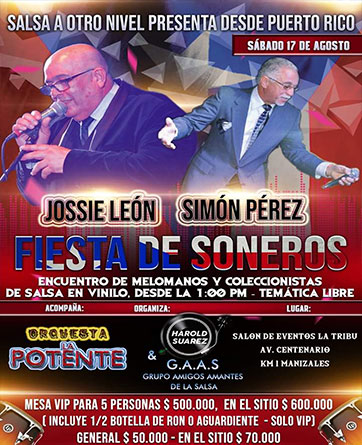 SALSA A OTRO NIVEL PRESENTA DESDE PUERTO RICO
SÁBADO 17 DE AGOSTO
JOSSIE LEÓN
SIMÓN PÉREZ
FIESTA DE SONEROS
ENCUENTRO DE MELOMANOS Y COLECCIONISTAS
DE SALSA EN VINILO, DESDE LA 1:00 PM - TEMÁTICA LIBRE
ACOMPAÑA:
ORGANIZA:
LUGAR:
ORQUESTA
LA
POTENTE
HAROLD
SUAREZ
& G.A.A.S
GRUPO AMIGOS AMANTES
DE LA SALSA
SALON DE EVENTOS LA TRIBU
AV. CENTENARIO
KM 1 MANIZALES
MESA VIP PARA 5 PERSONAS $ 500.000, EN EL SITIO $ 600.000
( INCLUYE 1/2 BOTELLA DE RON O AGUARDIENTE - SOLO VIP)
GENERAL $ 50.000 - EN EL SITIO $ 70.000